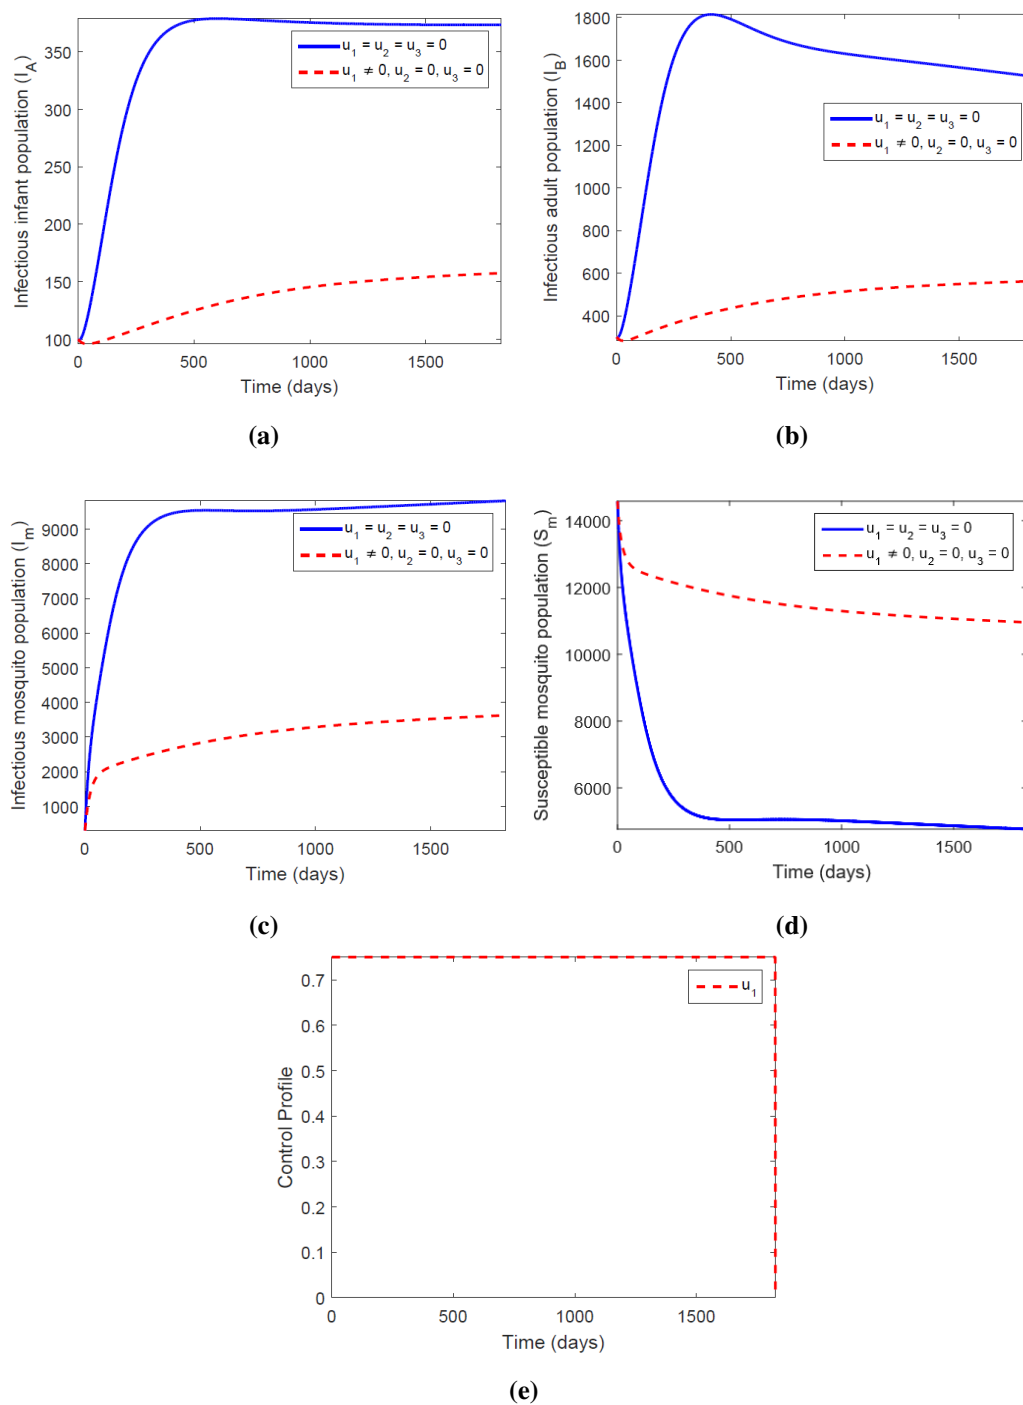 Infectious infant population (I_A)
350
300
250
200
150
100
0
500
1000
1500
Time (days)
u_1 = u_2 = u_3 = 0
u_1 ≠ 0, u_2 = 0, u_3 = 0
(a)
Infectious adult population (I_B)
1800
1600
1400
1200
1000
800
600
400
0
500
1000
1500
Time (days)
u_1 = u_2 = u_3 = 0
u_1 ≠ 0, u_2 = 0, u_3 = 0
(b)
Infectious mosquito population (I_m)
9000
8000
7000
6000
5000
4000
3000
2000
1000
0
500
1000
1500
Time (days)
u_1 = u_2 = u_3 = 0
u_1 ≠ 0, u_2 = 0, u_3 = 0
(c)
Susceptible mosquito population (S_m)
14000
12000
10000
8000
6000
0
500
1000
1500
Time (days)
u_1 = u_2 = u_3 = 0
u_1 ≠ 0, u_2 = 0, u_3 = 0
(d)
Control Profile
0.7
0.6
0.5
0.4
0.3
0.2
0.1
0
0
500
1000
1500
Time (days)
u_1
(e)